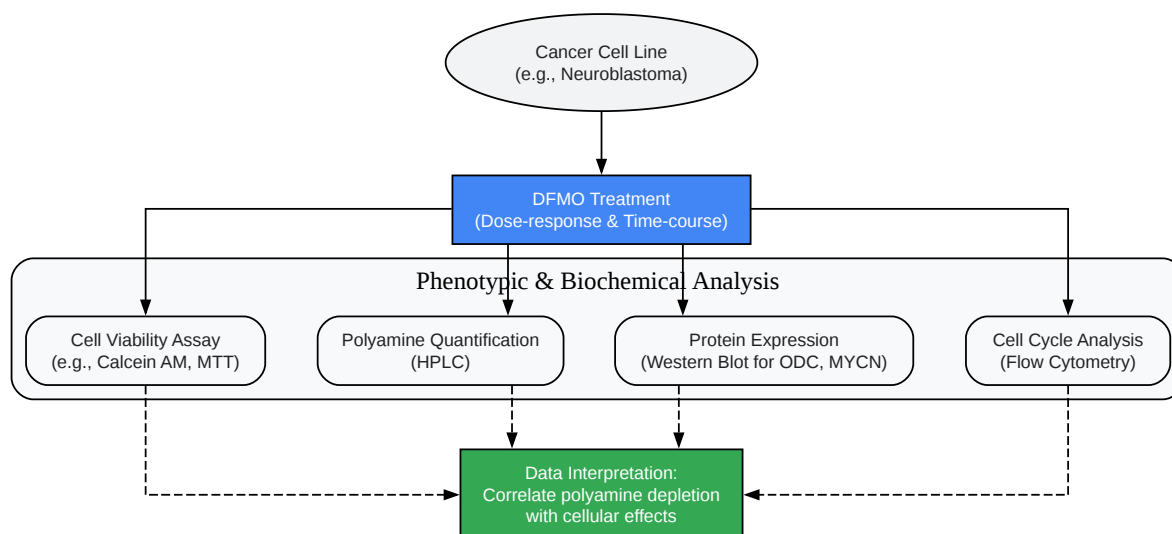 Cancer Cell Line
(e.g., Neuroblastoma)
DFMO Treatment
(Dose-response & Time-course)
Phenotypic & Biochemical Analysis
Cell Viability Assay
(e.g., Calcein AM, MTT)
Polyamine Quantification
(HPLC)
Protein Expression
(Western Blot for ODC, MYCN)
Cell Cycle Analysis
(Flow Cytometry)
Data Interpretation:
Correlate polyamine depletion
with cellular effects